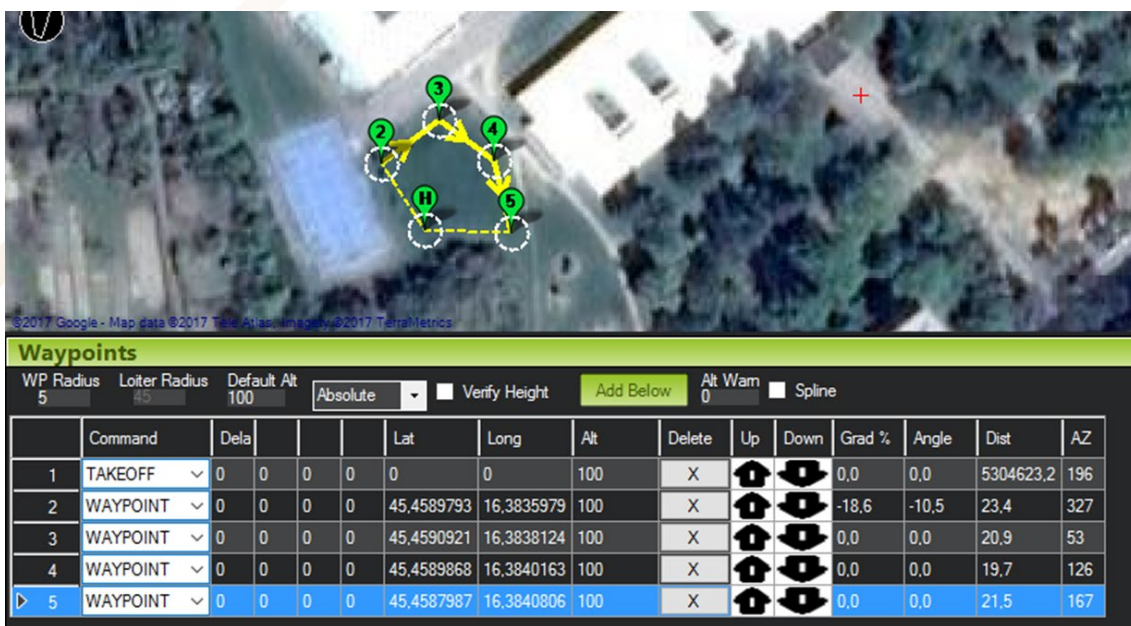 3
2
4
H
5
©2017 Google - Map data ©2017 Tele Atlas, Imagery ©2017 TerraMetrics
Waypoints
WP Radius Loiter Radius Default Alt
5 45 100 Absolute Verify Height Add Below Alt Warn 0 Spline
Command Dela Lat Long Alt Delete Up Down Grad % Angle Dist AZ
1 TAKEOFF 0 0 0 0 0 0 100 X 0,0 0,0 5304623,2 196
2 WAYPOINT 0 0 0 0 45,4589793 16,3835979 100 X -18,6 -10,5 23,4 327
3 WAYPOINT 0 0 0 0 45,4590921 16,3838124 100 X 0,0 0,0 20,9 53
4 WAYPOINT 0 0 0 0 45,4589868 16,3840163 100 X 0,0 0,0 19,7 126
5 WAYPOINT 0 0 0 0 45,4587987 16,3840806 100 X 0,0 0,0 21,5 167